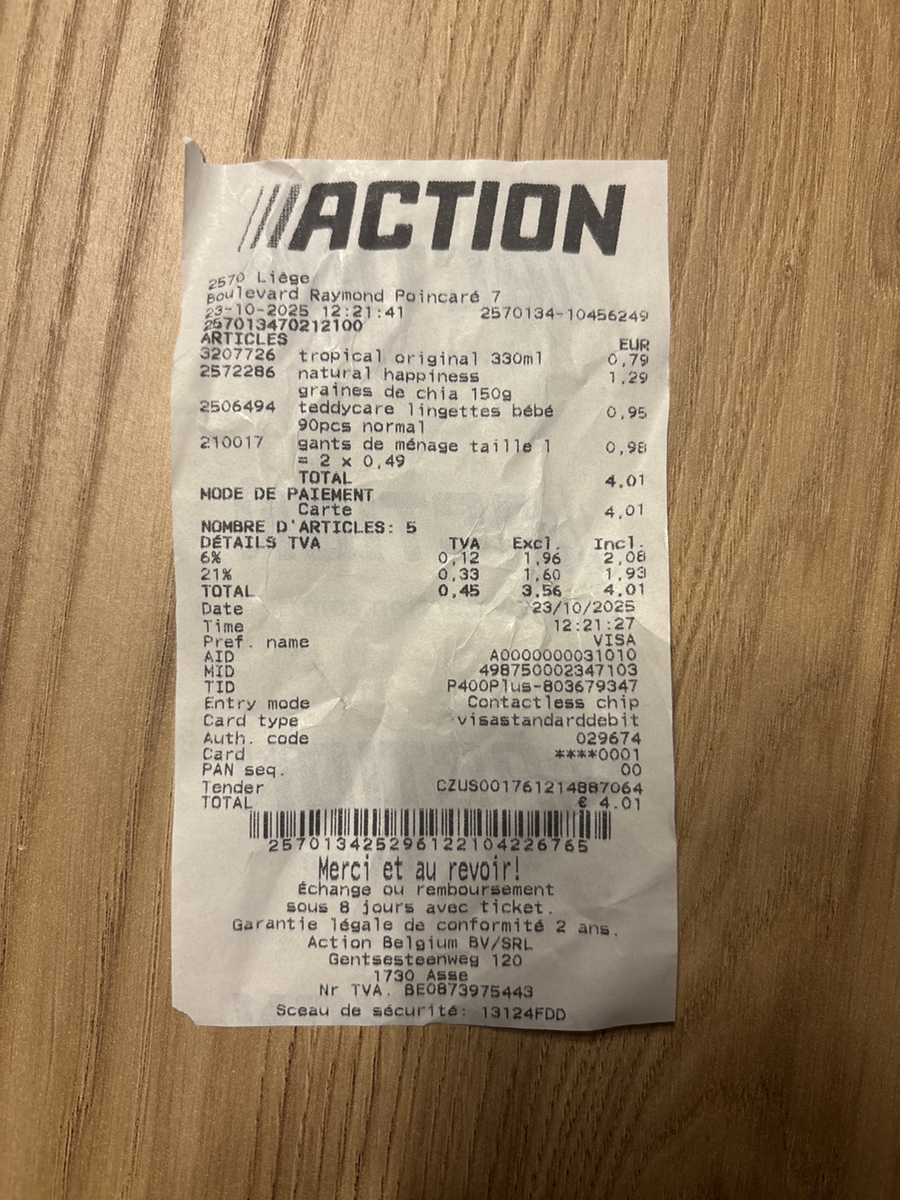 ACTION
2570 Liège
Boulevard Raymond Poincaré 7
23-10-2025 12:21:41 2570134-10456249
257013470212100
ARTICLES EUR
3207726 tropical original 330ml 0,79
2572286 natural happiness 1,29
graines de chia 150g
2506494 teddycare lingettes bébé 0,95
90pcs normal
210017 gants de ménage taille l 0,98
= 2 x 0,49
TOTAL 4.01
MODE DE PAIEMENT
Carte 4,01
NOMBRE D'ARTICLES: 5
DÉTAILS TVA TVA Excl. Incl.
6% 0,12 1,96 2,08
21% 0,33 1,60 1,93
TOTAL 0,45 3,56 4.01
Date 23/10/2025
Time 12:21:27
Pref. name VISA
AID A0000000031010
MID 498750002347103
TID P400Plus-803679347
Entry mode Contactless chip
Card type visastandarddebit
Auth. code 029674
Card ****0001
PAN seq. 00
Tender CZUS001761214887064
TOTAL € 4.01
257013425296122104226765
Merci et au revoir!
Échange ou remboursement
sous 8 jours avec ticket.
Garantie légale de conformité 2 ans.
Action Belgium BV/SRL
Gentsesteenweg 120
1730 Asse
Nr TVA. BE0873975443
Sceau de sécurité: 13124FDD